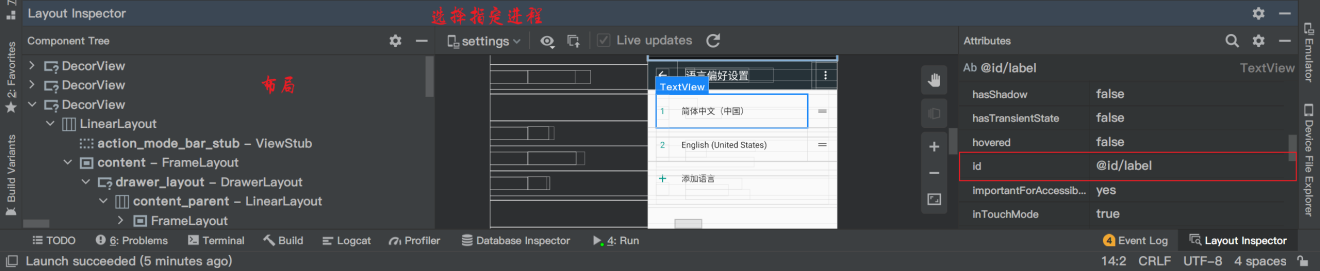 Layout Inspector
选择指定进程
Component Tree
settings
Live updates
Attributes
DecorView
DecorView
布局
DecorView
LinearLayout
action_mode_bar_stub – ViewStub
content – FrameLayout
drawer_layout – DrawerLayout
content_parent – LinearLayout
FrameLayout
语言偏好设置
TextView
1 简体中文（中国）
2 English (United States)
+ 添加语言
Ab @id/label TextView
hasShadow false
hasTransientState false
hovered false
id @id/label
importantForAccessib... yes
inTouchMode true
2: Favorites
Build Variants
Emulator
Device File Explorer
TODO
6: Problems
Terminal
Build
Logcat
Profiler
Database Inspector
4: Run
4 Event Log
Layout Inspector
Launch succeeded (5 minutes ago)
14:2 CRLF UTF-8 4 spaces